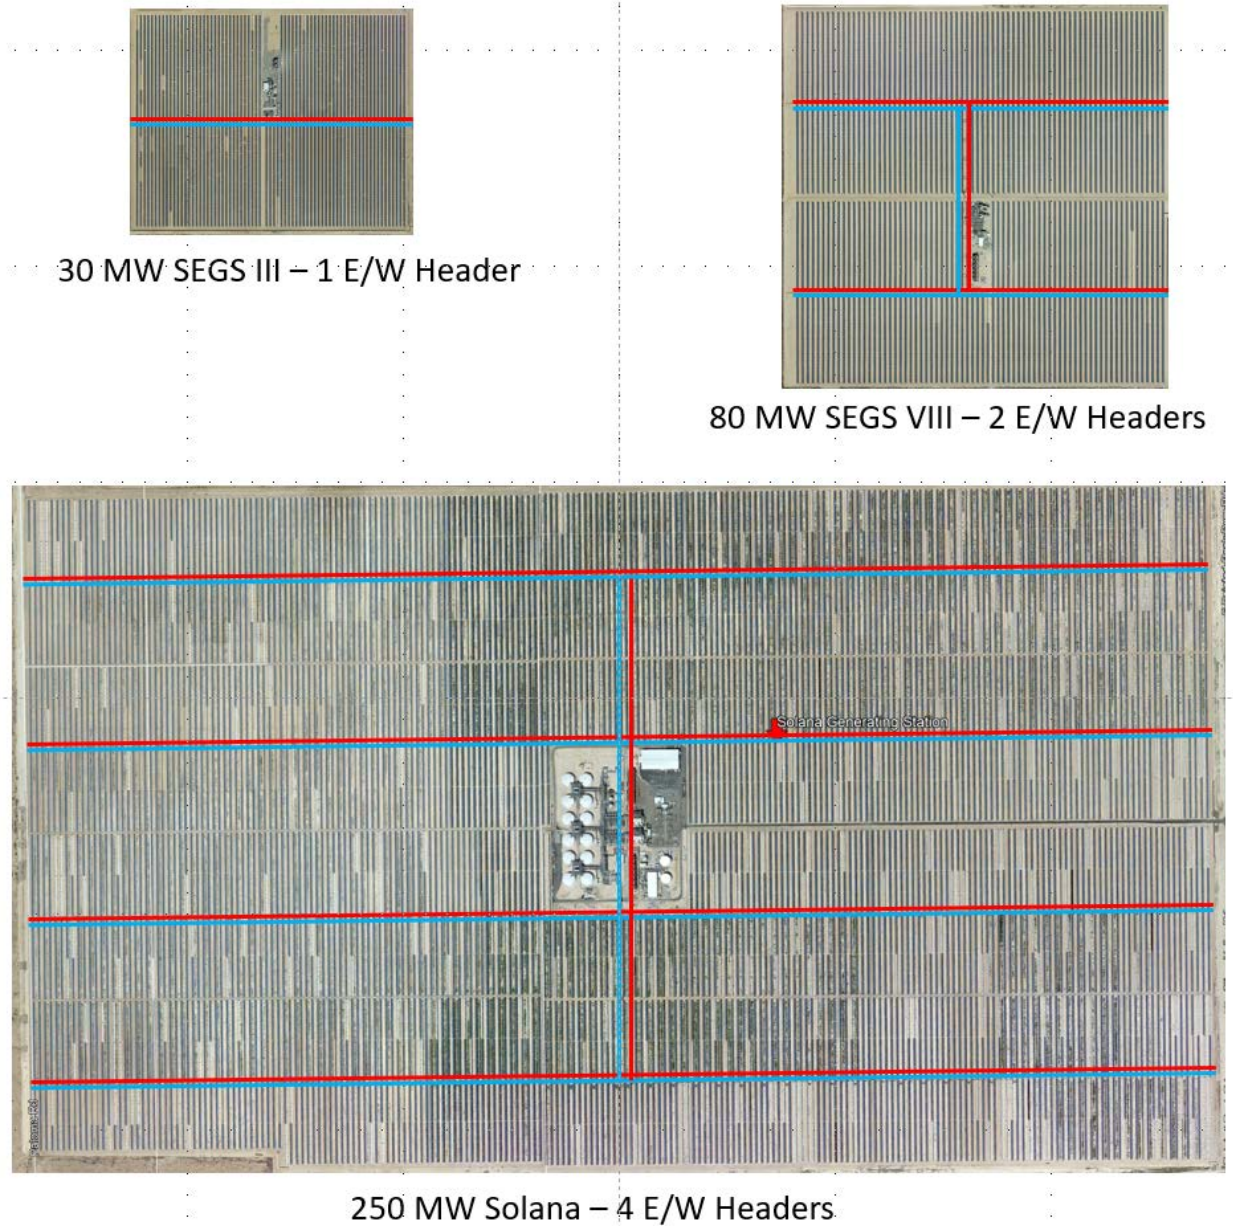 30 MW SEGS III – 1 E/W Header
80 MW SEGS VIII – 2 E/W Headers
Solana Generating Station
250 MW Solana – 4 E/W Headers